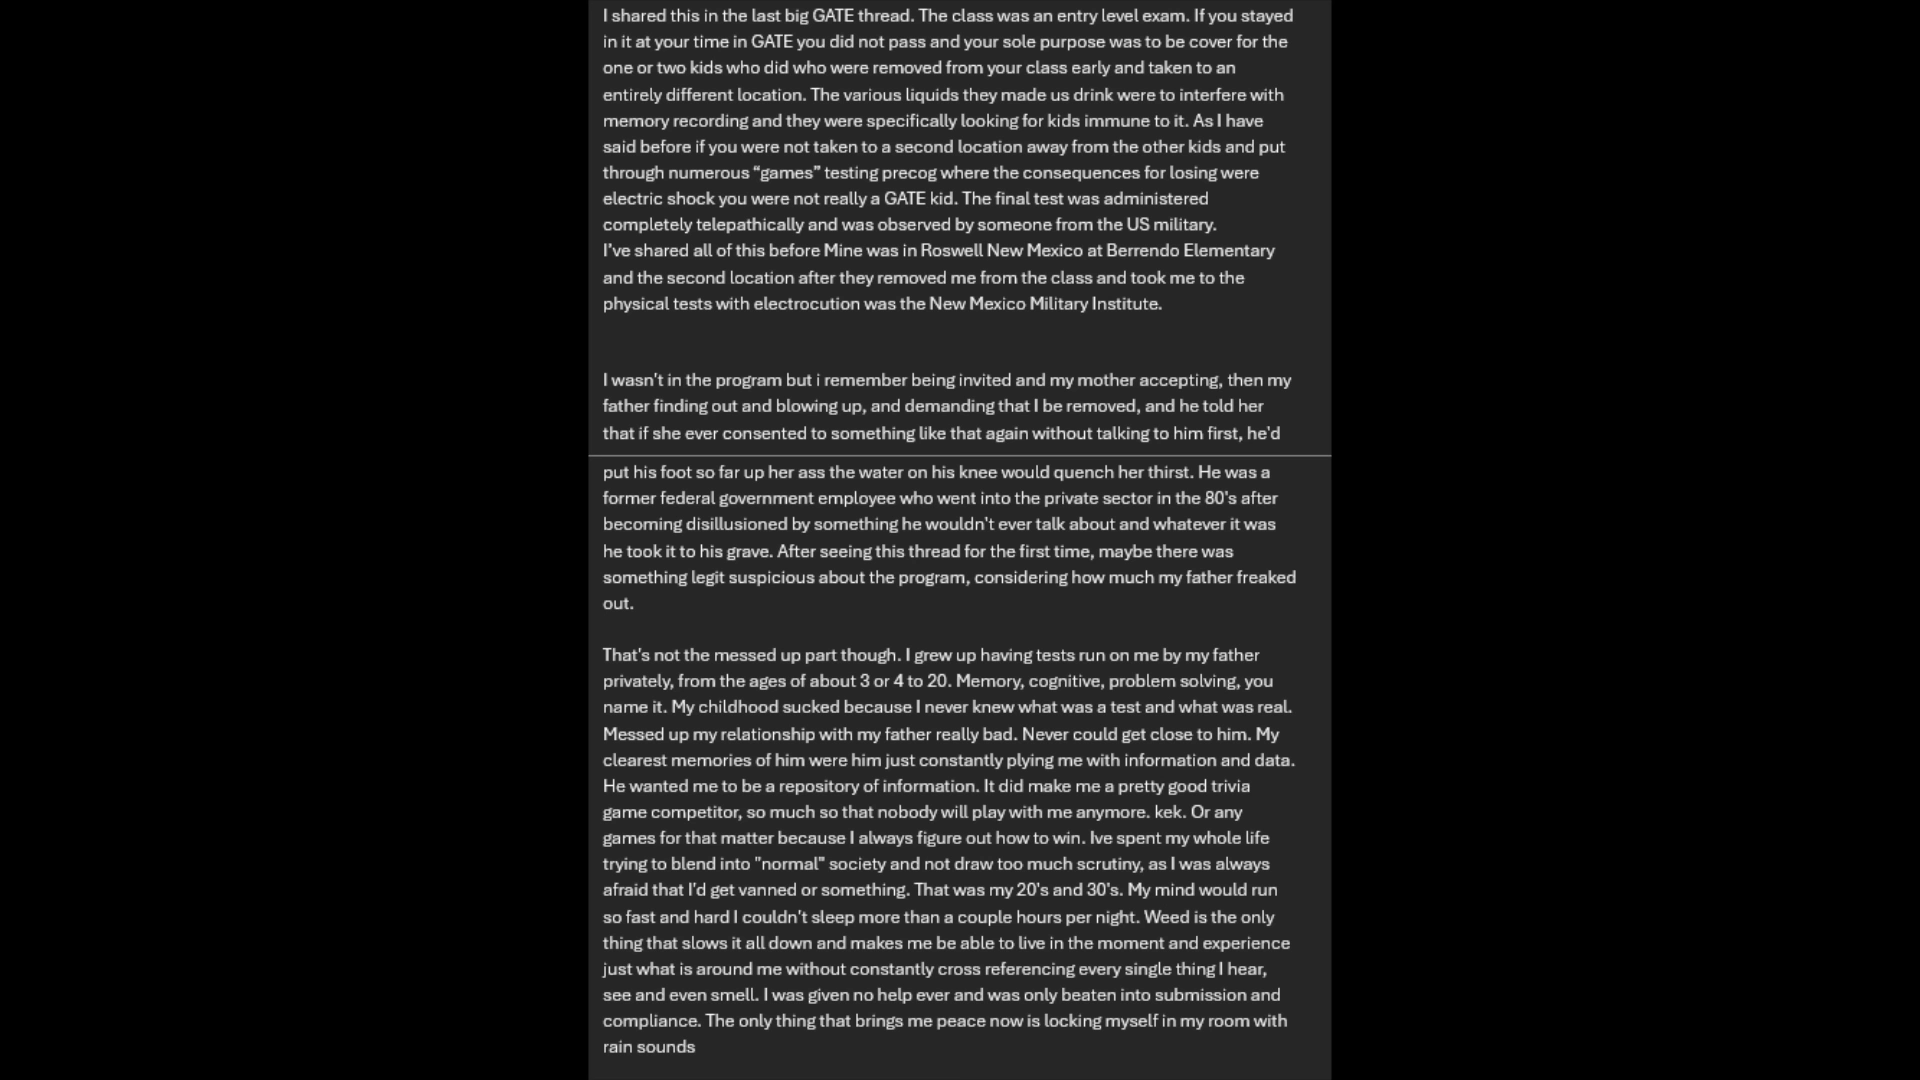 I shared this in the last big GATE thread. The class was an entry level exam. If you stayed
in it at your time in GATE you did not pass and your sole purpose was to be cover for the
one or two kids who did who were removed from your class early and taken to an
entirely different location. The various liquids they made us drink were to interfere with
memory recording and they were specifically looking for kids immune to it. As I have
said before if you were not taken to a second location away from the other kids and put
through numerous “games” testing precog where the consequences for losing were
electric shock you were not really a GATE kid. The final test was administered
completely telepathically and was observed by someone from the US military.
I’ve shared all of this before Mine was in Roswell New Mexico at Berrendo Elementary
and the second location after they removed me from the class and took me to the
physical tests with electrocution was the New Mexico Military Institute.
I wasn't in the program but i remember being invited and my mother accepting, then my
father finding out and blowing up, and demanding that I be removed, and he told her
that if she ever consented to something like that again without talking to him first, he'd
put his foot so far up her ass the water on his knee would quench her thirst. He was a
former federal government employee who went into the private sector in the 80's after
becoming disillusioned by something he wouldn't ever talk about and whatever it was
he took it to his grave. After seeing this thread for the first time, maybe there was
something legit suspicious about the program, considering how much my father freaked
out.
That's not the messed up part though. I grew up having tests run on me by my father
privately, from the ages of about 3 or 4 to 20. Memory, cognitive, problem solving, you
name it. My childhood sucked because I never knew what was a test and what was real.
Messed up my relationship with my father really bad. Never could get close to him. My
clearest memories of him were him just constantly plying me with information and data.
He wanted me to be a repository of information. It did make me a pretty good trivia
game competitor, so much so that nobody will play with me anymore. kek. Or any
games for that matter because I always figure out how to win. Ive spent my whole life
trying to blend into "normal" society and not draw too much scrutiny, as I was always
afraid that I'd get vanned or something. That was my 20's and 30's. My mind would run
so fast and hard I couldn't sleep more than a couple hours per night. Weed is the only
thing that slows it all down and makes me be able to live in the moment and experience
just what is around me without constantly cross referencing every single thing I hear,
see and even smell. I was given no help ever and was only beaten into submission and
compliance. The only thing that brings me peace now is locking myself in my room with
rain sounds